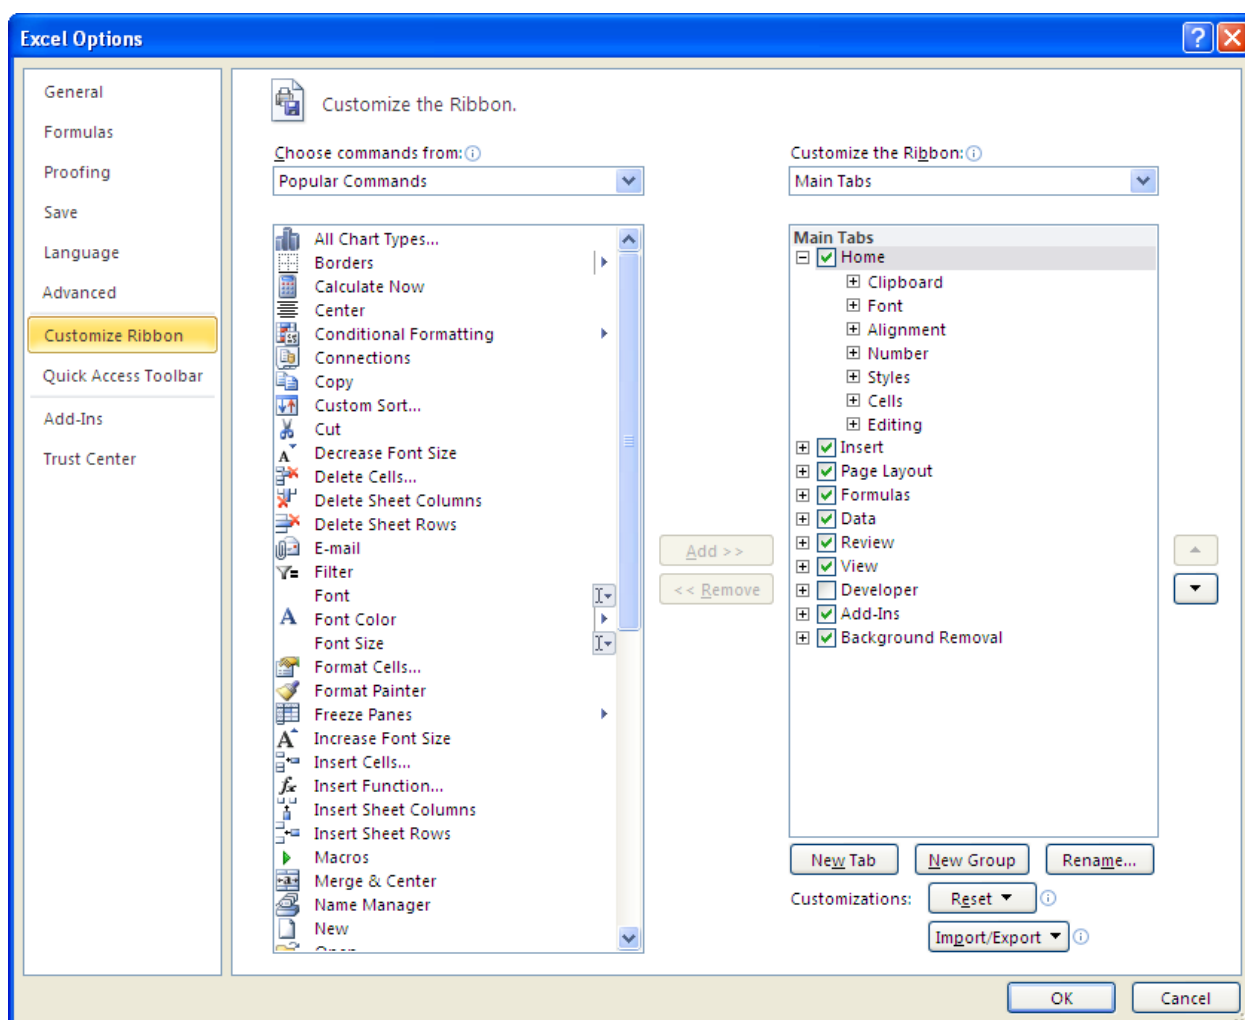 Excel Options
General
Formulas
Proofing
Save
Language
Advanced
Customize Ribbon
Quick Access Toolbar
Add-Ins
Trust Center
Customize the Ribbon.
Choose commands from:
Popular Commands
All Chart Types...
Borders
Calculate Now
Center
Conditional Formatting
Connections
Copy
Custom Sort...
Cut
Decrease Font Size
Delete Cells...
Delete Sheet Columns
Delete Sheet Rows
E-mail
Filter
Font
Font Color
Font Size
Format Cells...
Format Painter
Freeze Panes
Increase Font Size
Insert Cells...
Insert Function...
Insert Sheet Columns
Insert Sheet Rows
Macros
Merge & Center
Name Manager
New
Add >>
<< Remove
Customize the Ribbon:
Main Tabs
Main Tabs
Home
Clipboard
Font
Alignment
Number
Styles
Cells
Editing
Insert
Page Layout
Formulas
Data
Review
View
Developer
Add-Ins
Background Removal
New Tab
New Group
Rename...
Customizations:
Reset
Import/Export
OK
Cancel